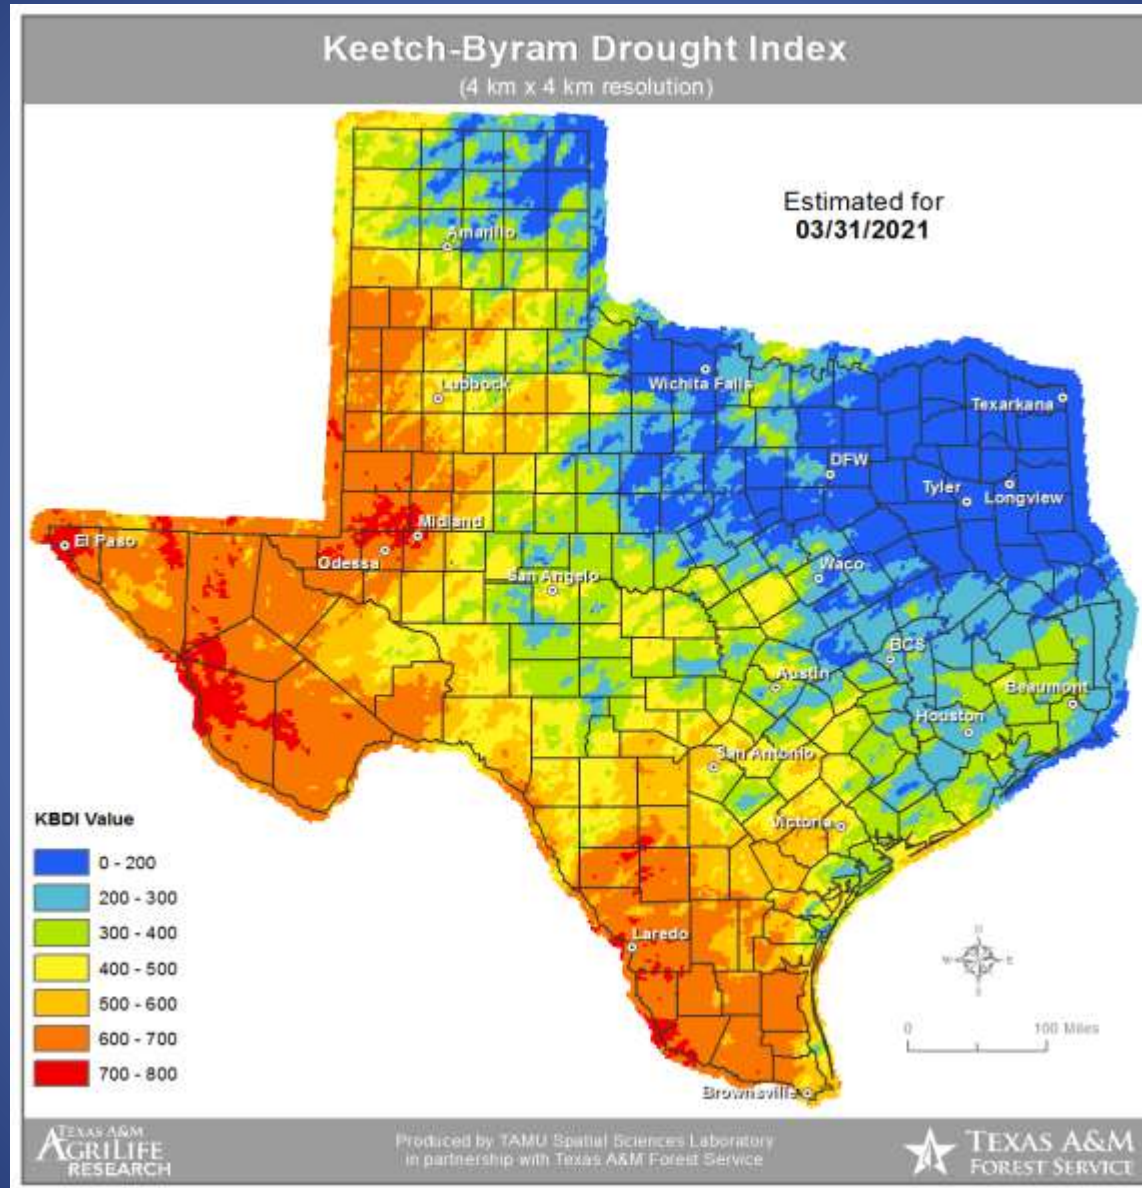 Keetch-Byram Drought Index
(4 km x 4 km resolution)
Estimated for
03/31/2021
Amarillo
Lubbock
Wichita Falls
Texarkana
DFW
Tyler
Longview
Midland
El Paso
Odessa
San Angelo
Waco
BCS
Austin
Beaumont
Houston
San Antonio
Victoria
Laredo
Brownsville
KBDI Value
0 - 200
200 - 300
300 - 400
400 - 500
500 - 600
600 - 700
700 - 800
N
W E
S
0 100 Miles
TEXAS A&M
AGRILIFE
RESEARCH
Produced by TAMU Spatial Sciences Laboratory
in partnership with Texas A&M Forest Service
TEXAS A&M
FOREST SERVICE